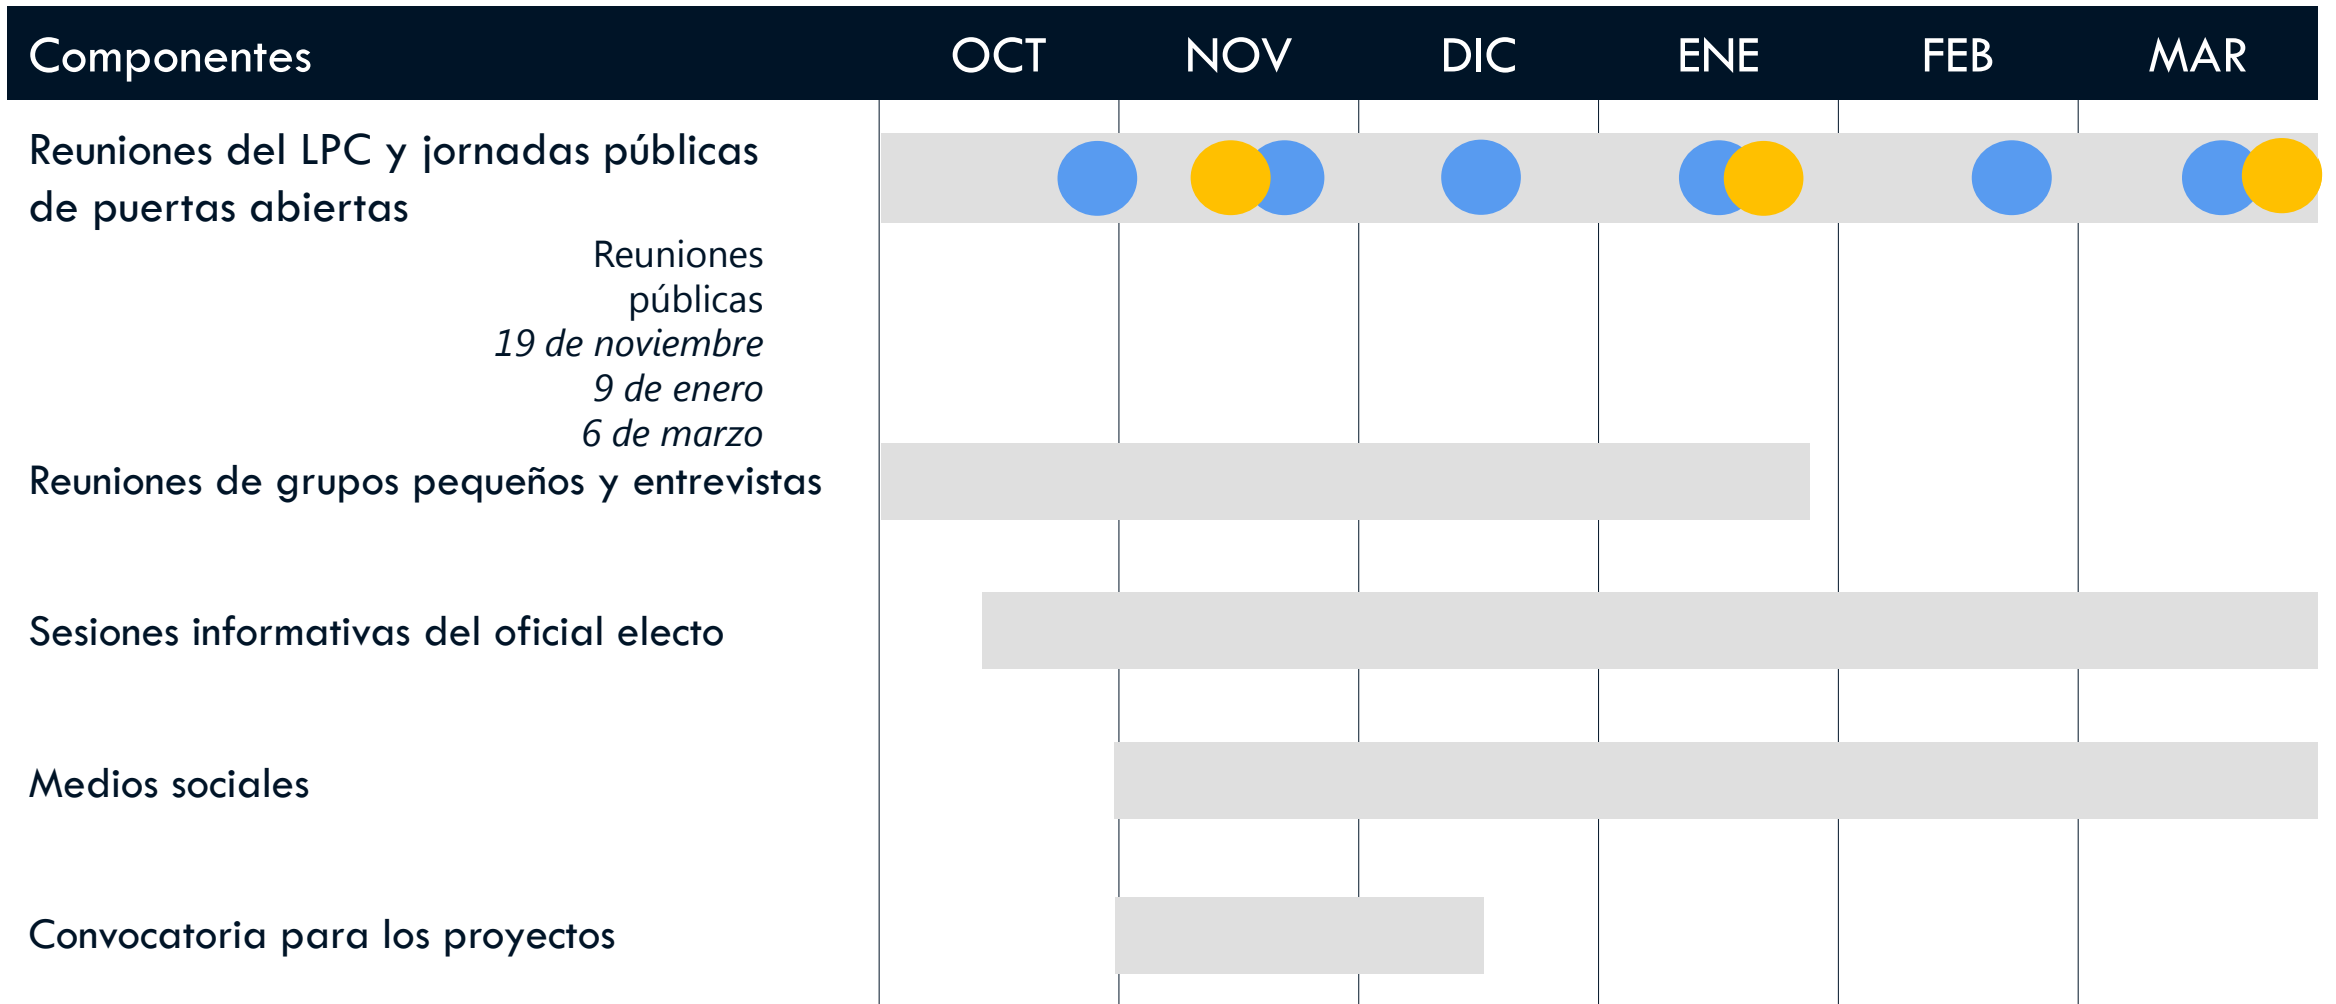 Componentes OCT NOV DIC ENE FEB MAR
Reuniones del LPC y jornadas públicas
de puertas abiertas
Reuniones
públicas
19 de noviembre
9 de enero
6 de marzo
Reuniones de grupos pequeños y entrevistas
Sesiones informativas del oficial electo
Medios sociales
Convocatoria para los proyectos